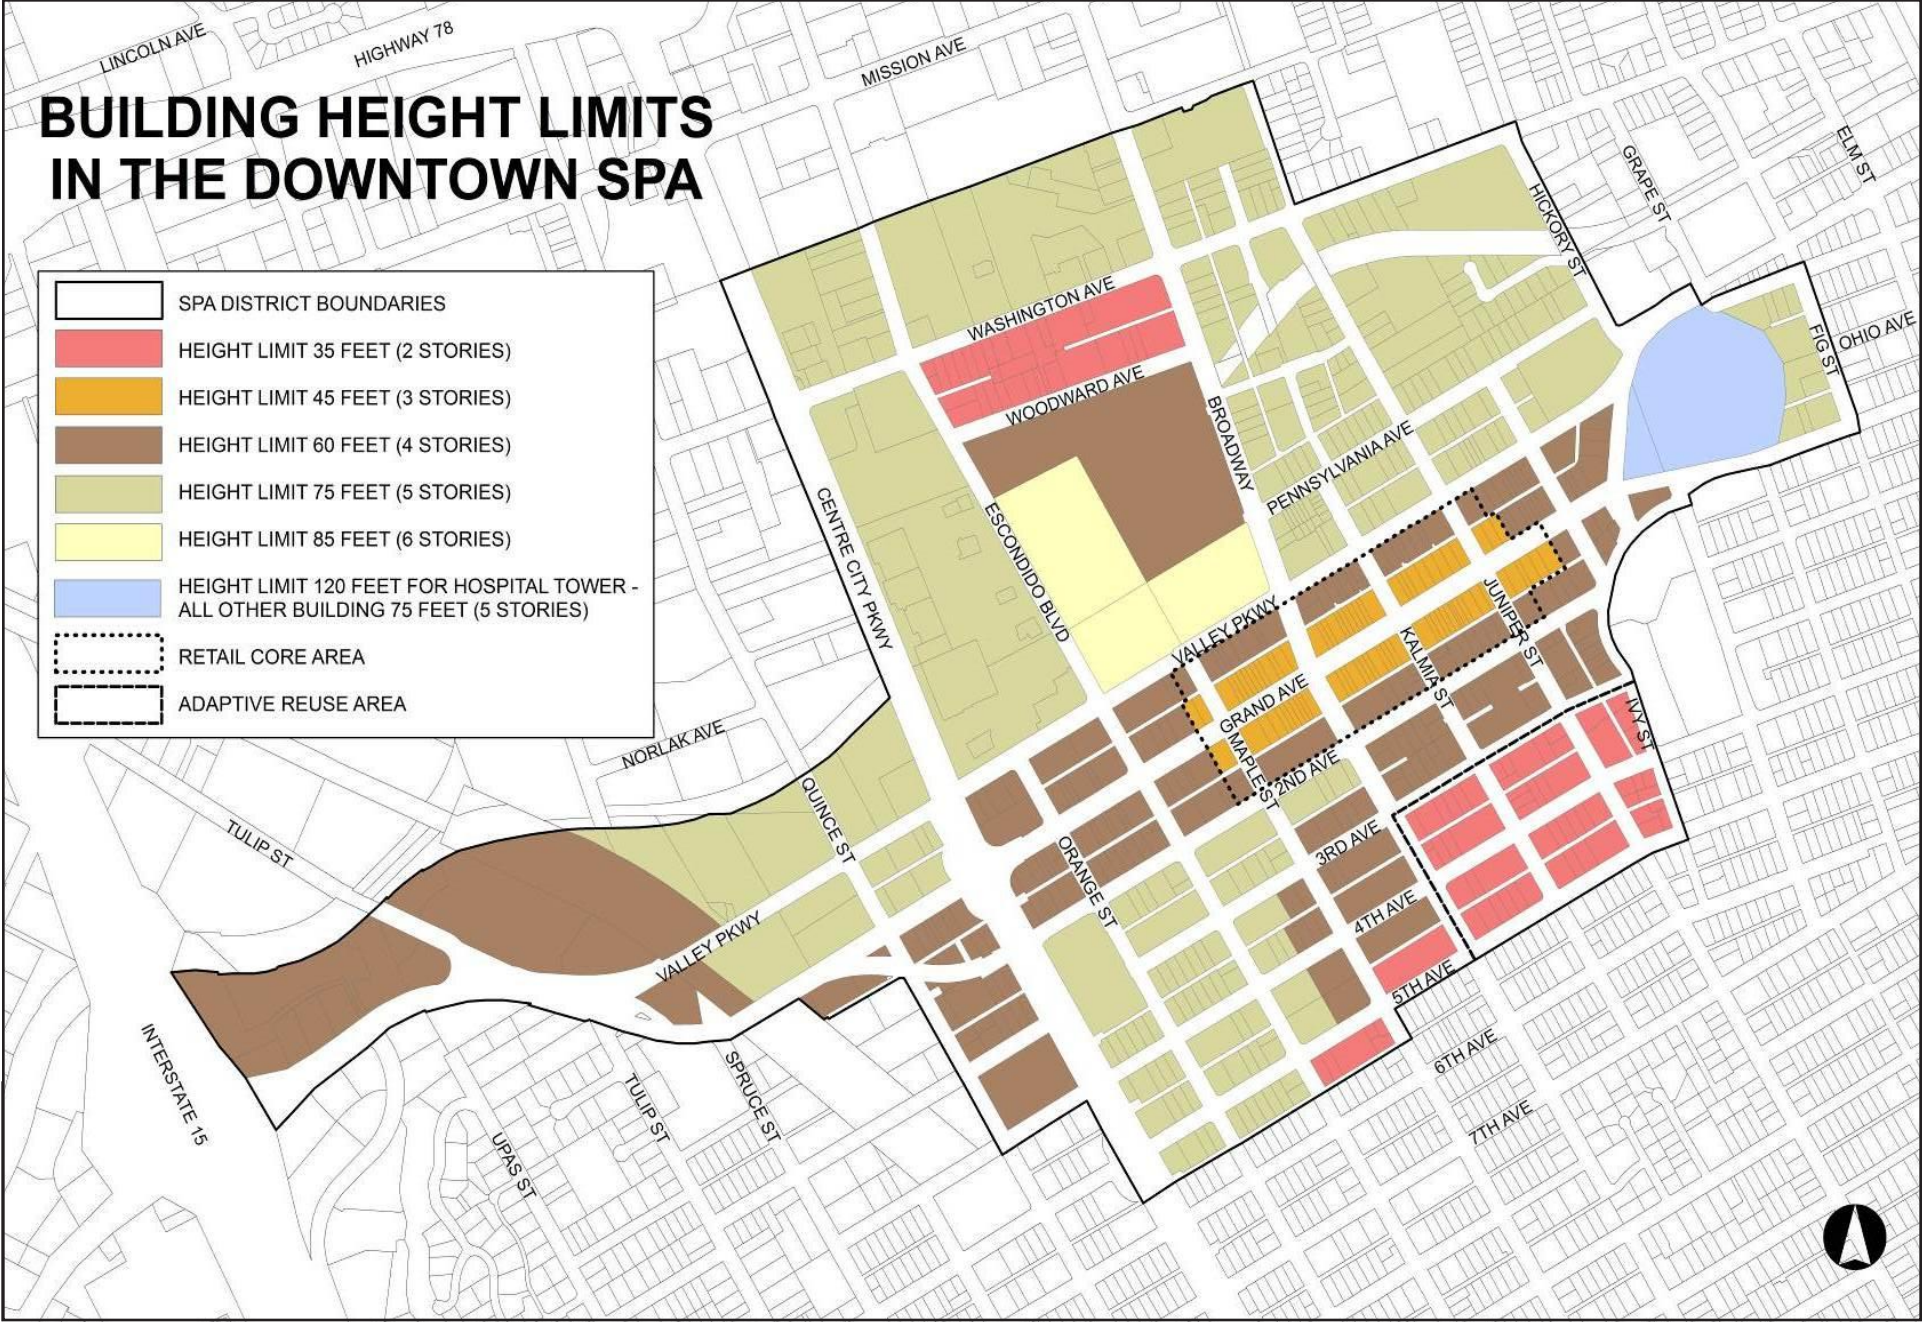 LINCOLN AVE
HIGHWAY 78
MISSION AVE
BUILDING HEIGHT LIMITS
IN THE DOWNTOWN SPA
SPA DISTRICT BOUNDARIES
HEIGHT LIMIT 35 FEET (2 STORIES)
HEIGHT LIMIT 45 FEET (3 STORIES)
HEIGHT LIMIT 60 FEET (4 STORIES)
HEIGHT LIMIT 75 FEET (5 STORIES)
HEIGHT LIMIT 85 FEET (6 STORIES)
HEIGHT LIMIT 120 FEET FOR HOSPITAL TOWER -
ALL OTHER BUILDING 75 FEET (5 STORIES)
RETAIL CORE AREA
ADAPTIVE REUSE AREA
ELM ST
GRAPE ST
HICKORY ST
FIG ST
OHIO AVE
WASHINGTON AVE
WOODWARD AVE
BROADWAY
PENNSYLVANIA AVE
CENTRE CITY PKWY
ESCONDIDO BLVD
VALLEY PKWY
JUNIPER ST
KALMIA ST
GRAND AVE
MAPLE ST
2ND AVE
IVY ST
NORLAK AVE
QUINCE ST
TULIP ST
ORANGE ST
3RD AVE
4TH AVE
5TH AVE
VALLEY PKWY
INTERSTATE 15
UPAS ST
TULIP ST
SPRUCE ST
6TH AVE
7TH AVE